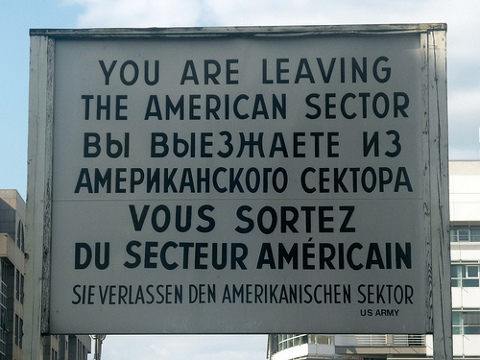 YOU ARE LEAVING
THE AMERICAN SECTOR
ВЫ ВЫЕЗЖАЕТЕ ИЗ
АМЕРИКАНСКОГО СЕКТОРА
VOUS SORTEZ
DU SECTEUR AMÉRICAIN
SIE VERLASSEN DEN AMERIKANISCHEN SEKTOR
US ARMY